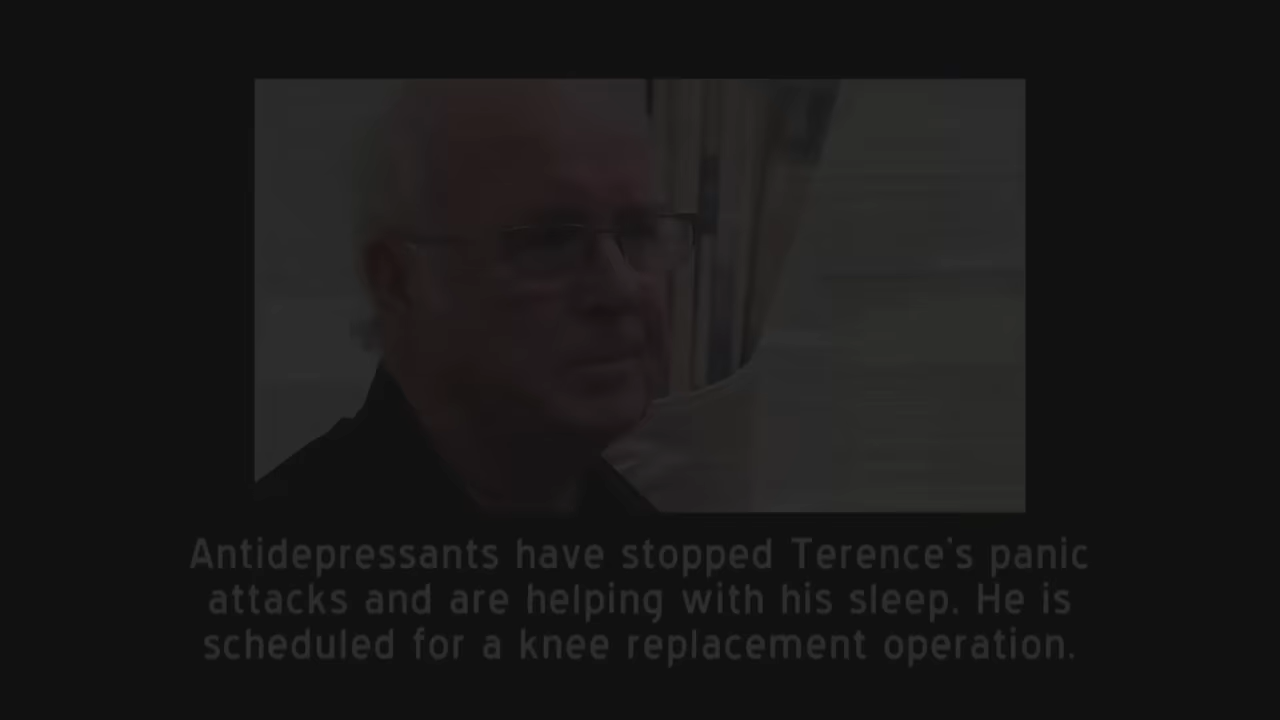 Antidepressants have stopped Terence's panic
attacks and are helping with his sleep. He is
scheduled for a knee replacement operation.